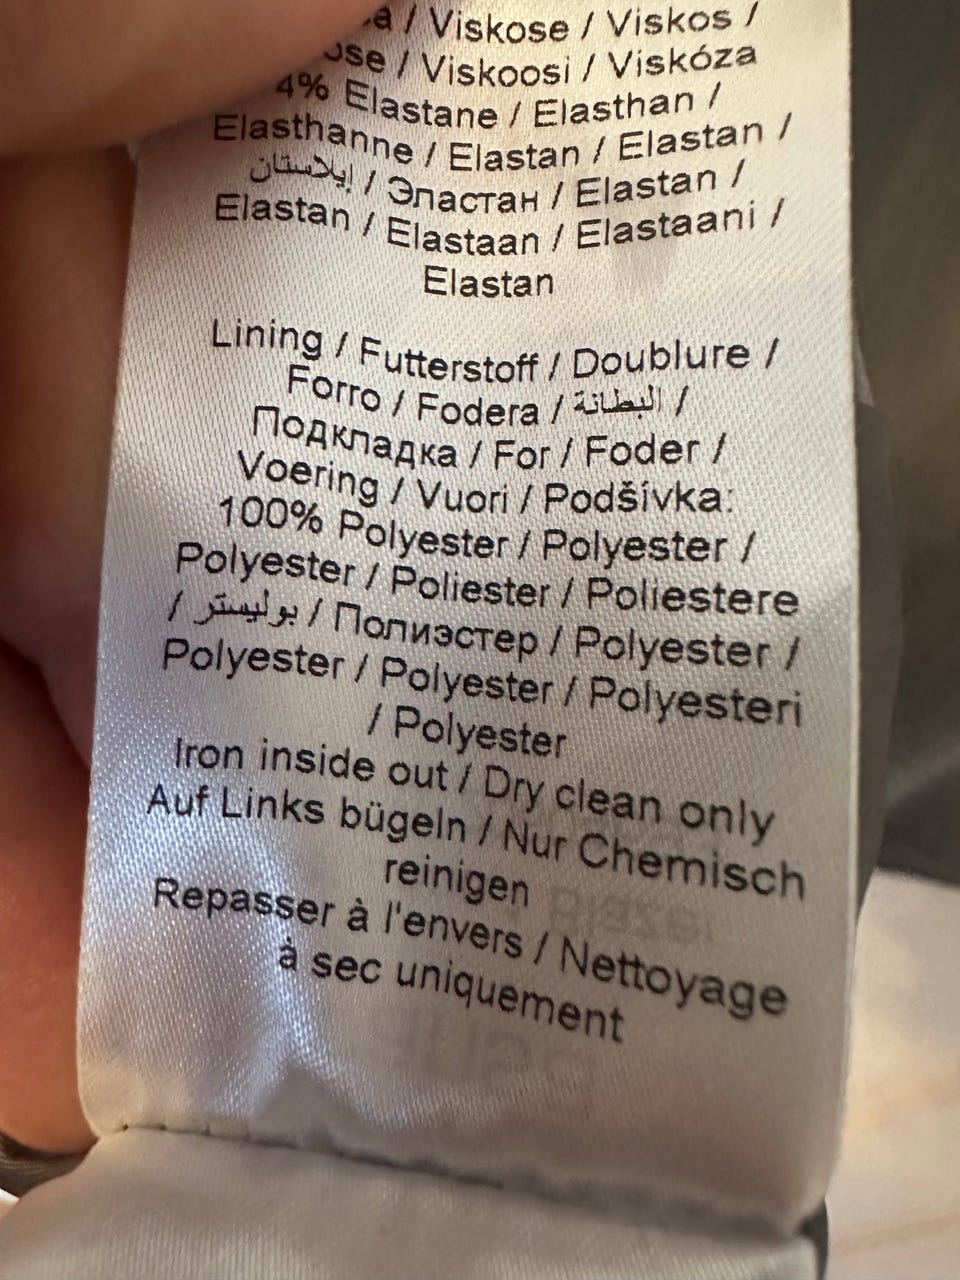 / Viskose / Viskos /
/ Viskoosi / Viskóza
4% Elastane / Elasthan /
Elasthanne / Elastan / Elastan /
إيلاستان / Эластан / Elastan /
Elastan / Elastaan / Elastaani /
Elastan
Lining / Futterstoff / Doublure /
Forro / Fodera / البطانة /
Подкладка / For / Foder /
Voering / Vuori / Podšívka:
100% Polyester / Polyester /
Polyester / Poliester / Poliestere
/ بوليستر / Полиэстер / Polyester /
Polyester / Polyester / Polyesteri
/ Polyester
Iron inside out / Dry clean only
Auf Links bügeln / Nur Chemisch
reinigen
Repasser à l'envers / Nettoyage
à sec uniquement